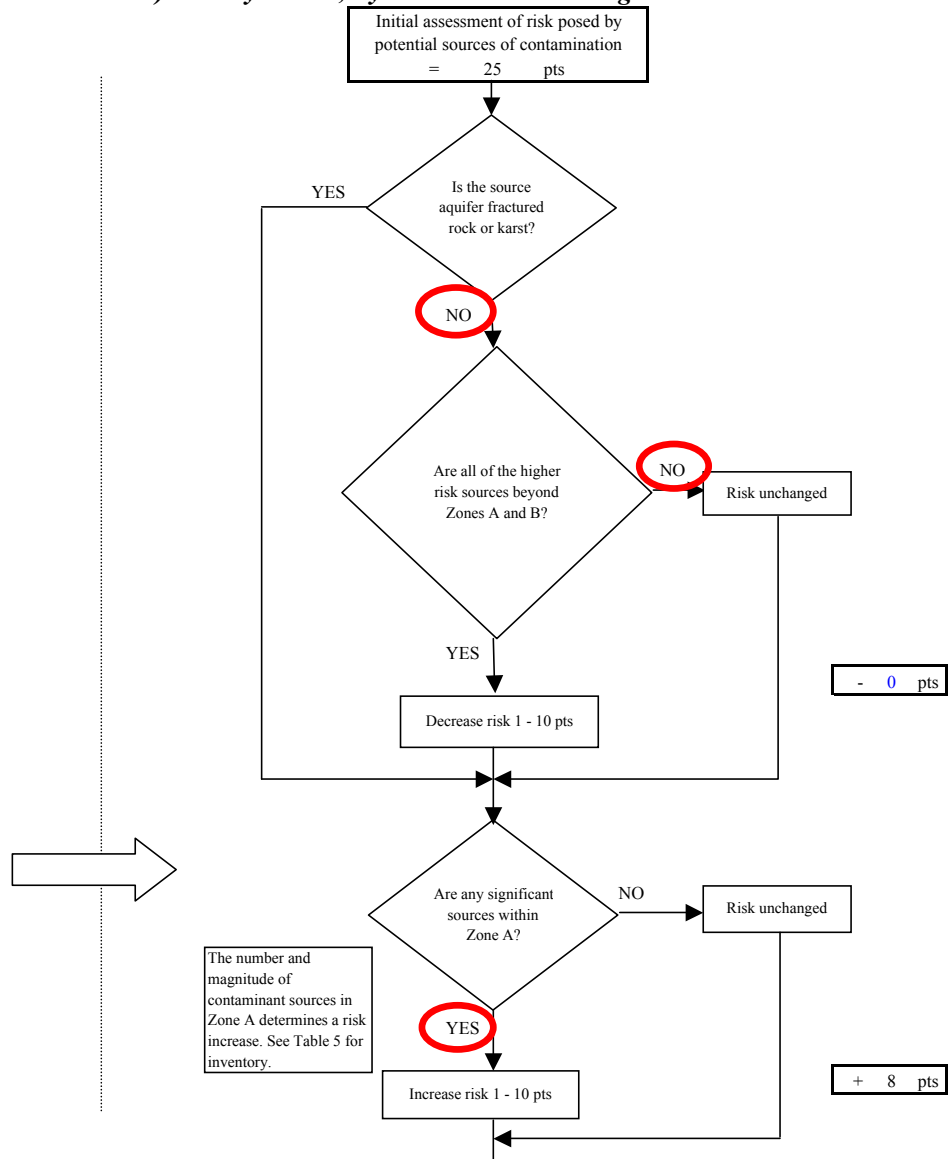 Initial assessment of risk posed by
potential sources of contamination
= 25 pts
YES
Is the source
aquifer fractured
rock or karst?
NO
Are all of the higher
risk sources beyond
Zones A and B?
NO
Risk unchanged
YES
- 0 pts
Decrease risk 1 - 10 pts
Are any significant
sources within
Zone A?
NO
Risk unchanged
The number and
magnitude of
contaminant sources in
Zone A determines a risk
increase. See Table 5 for
inventory.
YES
+ 8 pts
Increase risk 1 - 10 pts